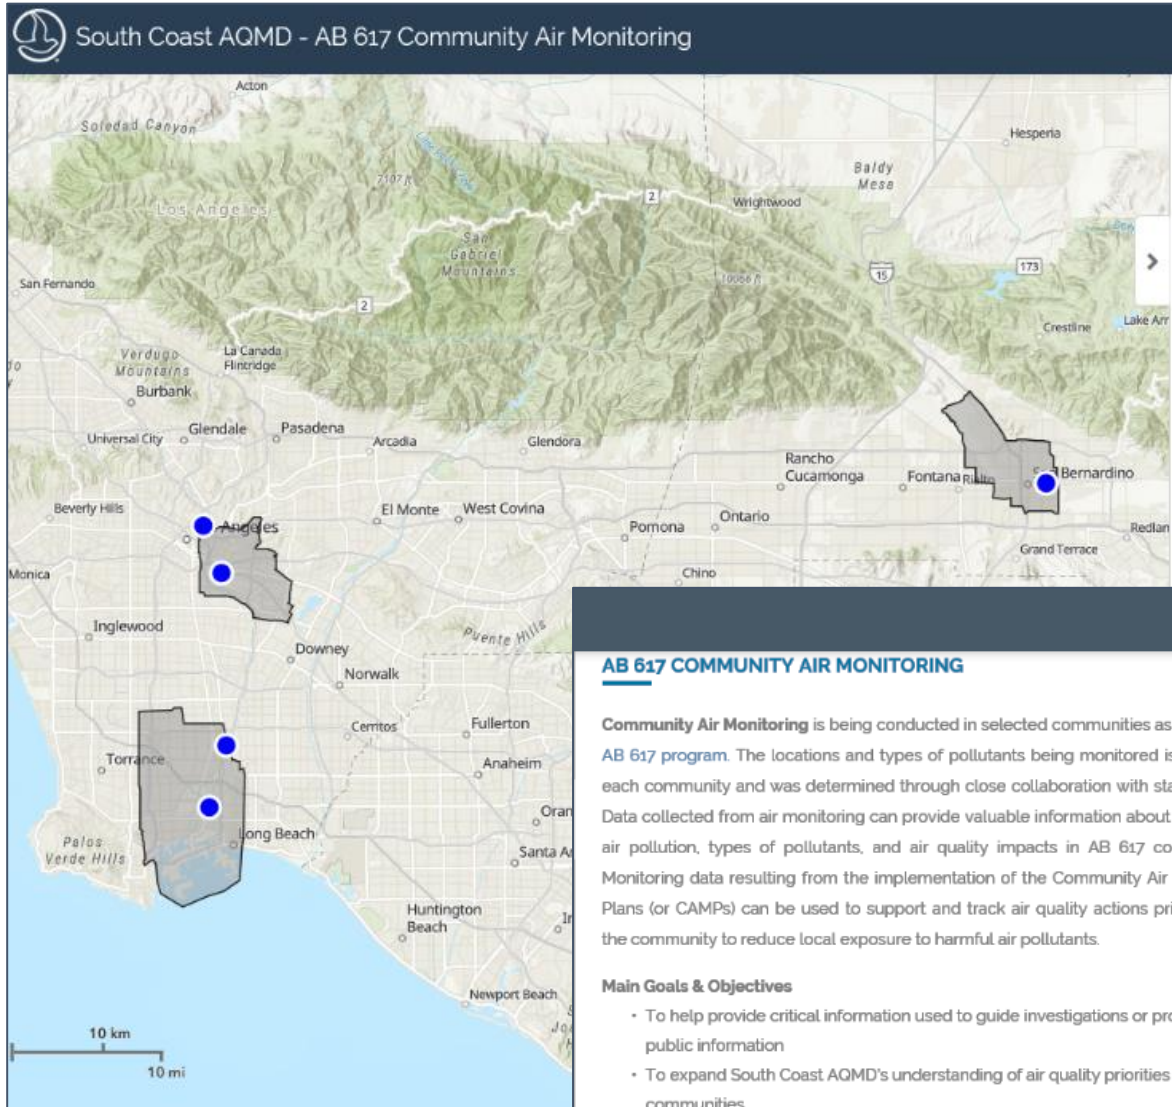 South Coast AQMD - AB 617 Community Air Monitoring
Acton
Soledad Canyon
Hesperia
7107 ft
Baldy
Mesa
Los Angeles
2
Wrightwood
San
Gabriel
Mountains
10066 ft
15
173
San Fernando
2
Crestline
Lake Arr
Verdugo
Mountains
La Canada
Flintridge
Burbank
Universal City
Glendale
Pasadena
Arcadia
Glendora
Rancho
Cucamonga
Fontana
Bernardino
Beverly Hills
Angeles
El Monte
West Covina
Pomona
Ontario
Redlan
Grand Terrace
Monica
Chino
Inglewood
Puente Hills
Downey
Norwalk
Cerritos
Fullerton
Torrance
Anaheim
Oran
Long Beach
Palos
Verde Hills
Santa A
Huntington
Beach
Ir
Newport Beach
10 km
10 mi
AB 617 COMMUNITY AIR MONITORING
Community Air Monitoring is being conducted in selected communities as
AB 617 program. The locations and types of pollutants being monitored is
each community and was determined through close collaboration with sta
Data collected from air monitoring can provide valuable information about
air pollution, types of pollutants, and air quality impacts in AB 617 co
Monitoring data resulting from the implementation of the Community Air
Plans (or CAMPs) can be used to support and track air quality actions pri
the community to reduce local exposure to harmful air pollutants.
Main Goals & Objectives
• To help provide critical information used to guide investigations or pro
public information
• To expand South Coast AQMD's understanding of air quality priorities
communities